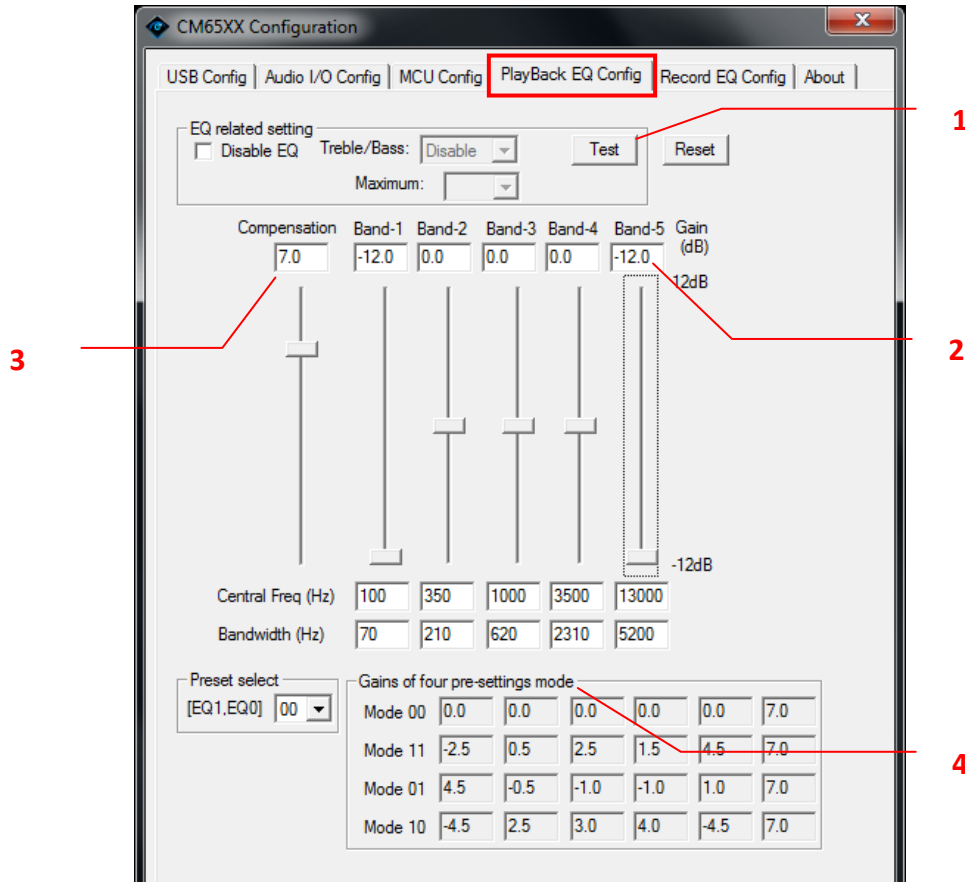 CM65XX Configuration
x
USB Config Audio I/O Config MCU Config PlayBack EQ Config Record EQ Config About
1
EQ related setting
Disable EQ Treble/Bass: Disable Test Reset
Maximum:
Compensation Band-1 Band-2 Band-3 Band-4 Band-5 Gain
(dB)
7.0 -12.0 0.0 0.0 0.0 -12.0
12dB
3
2
-12dB
Central Freq (Hz) 100 350 1000 3500 13000
Bandwidth (Hz) 70 210 620 2310 5200
Preset select
[EQ1,EQ0] 00
Gains of four pre-settings mode
Mode 00 0.0 0.0 0.0 0.0 0.0 7.0
Mode 11 -2.5 0.5 2.5 1.5 4.5 7.0
4
Mode 01 4.5 -0.5 -1.0 -1.0 1.0 7.0
Mode 10 -4.5 2.5 3.0 4.0 -4.5 7.0